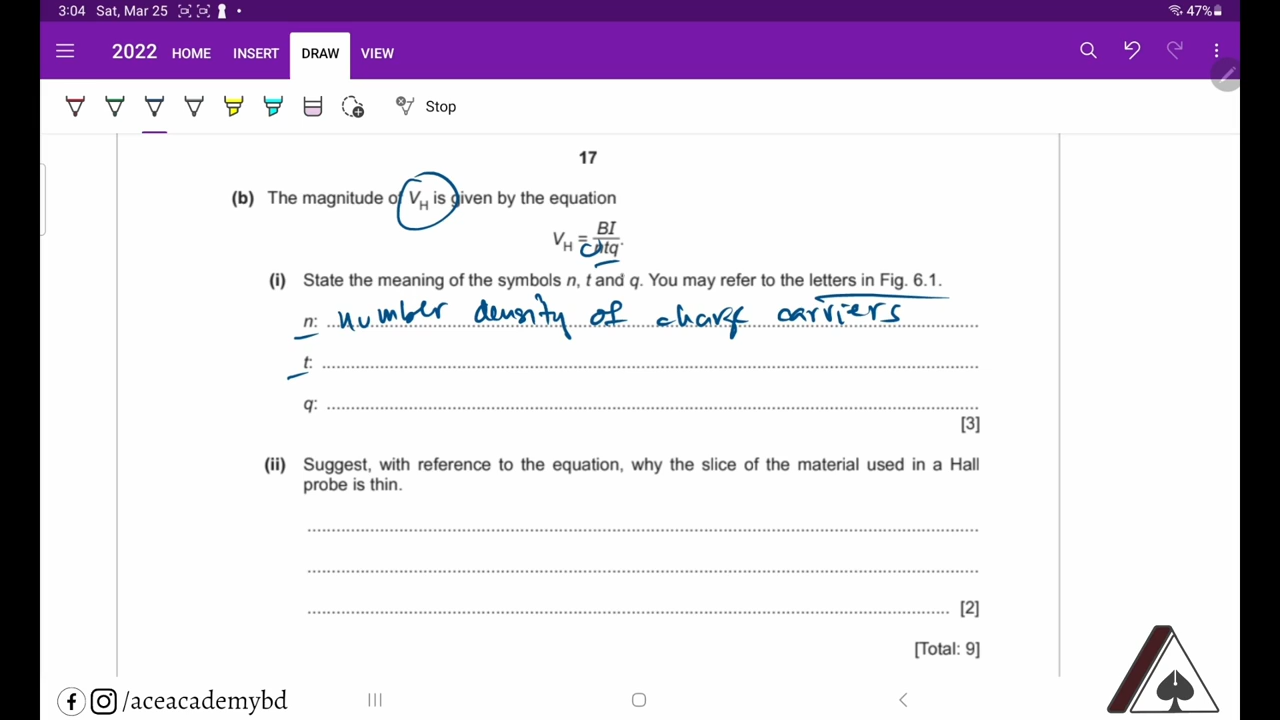 3:04 Sat, Mar 25 47%
2022 HOME INSERT DRAW VIEW
Stop
17
(b) The magnitude of VH is given by the equation
VH = BI/ntq.
(i) State the meaning of the symbols n, t and q. You may refer to the letters in Fig. 6.1.
n: number density of charge carriers
t:
q:
[3]
(ii) Suggest, with reference to the equation, why the slice of the material used in a Hall
probe is thin.
[2]
[Total: 9]
/aceacademybd